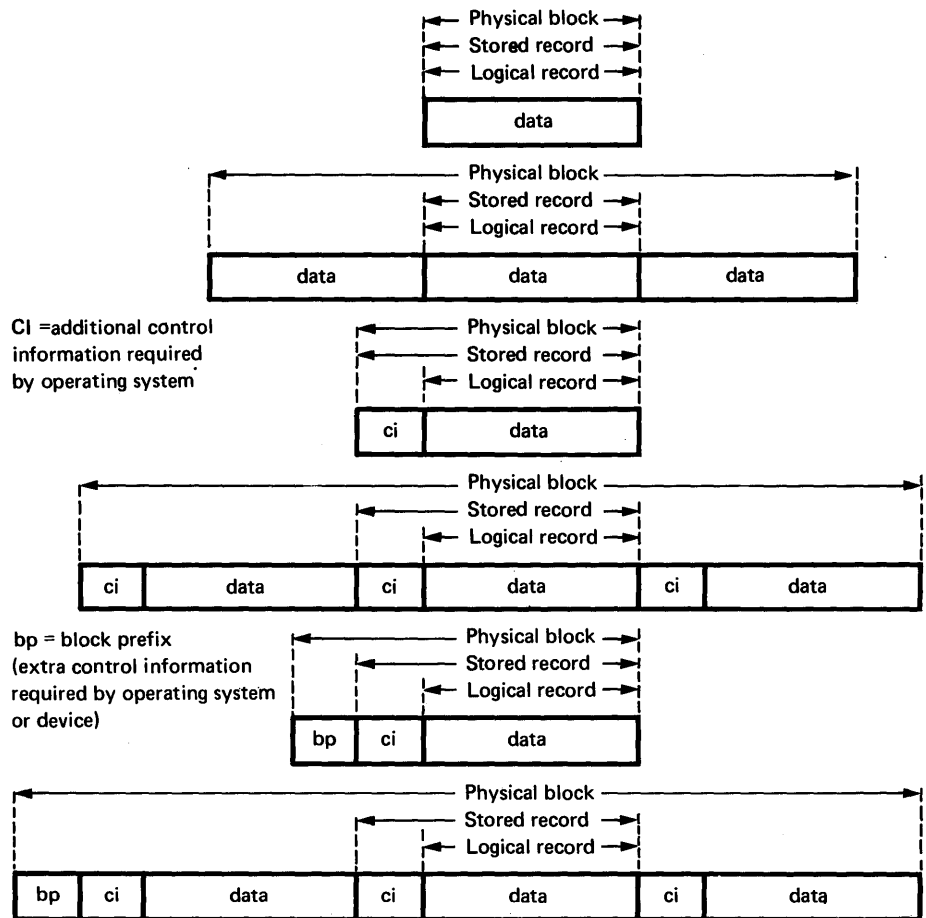 Physical block
Stored record
Logical record
data
Physical block
Stored record
Logical record
data data data
CI =additional control
information required
by operating system
Physical block
Stored record
Logical record
ci data
Physical block
Stored record
Logical record
ci data ci data ci data
bp = block prefix
(extra control information
required by operating system
or device)
Physical block
Stored record
Logical record
bp ci data
Physical block
Stored record
Logical record
bp ci data ci data ci data